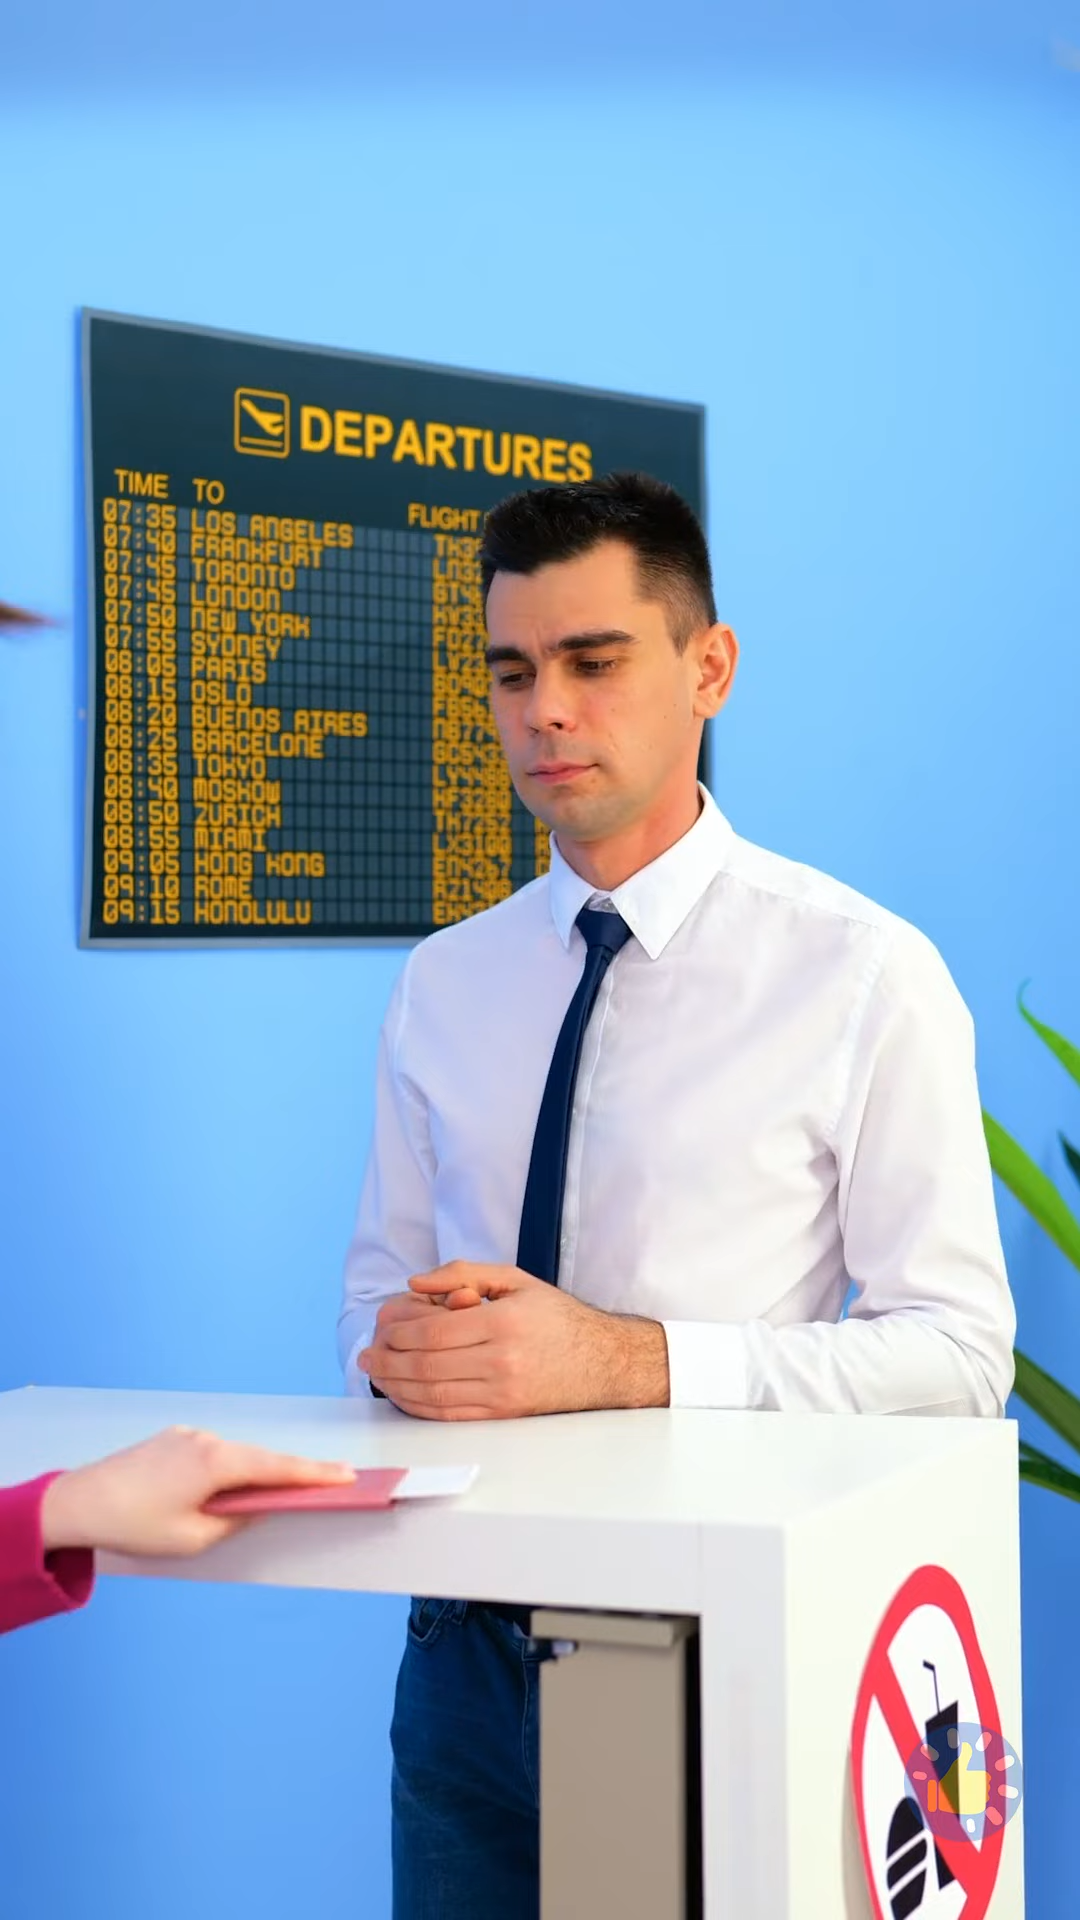 DEPARTURES
TIME TO FLIGHT
07:35 LOS ANGELES
07:40 FRANKFURT
07:45 TORONTO
07:45 LONDON
07:50 NEW YORK
07:55 SYDNEY
08:05 PARIS
08:15 OSLO
08:20 BUENOS AIRES
08:25 BARCELONE
08:35 TOKYO
08:40 MOSKOW
08:50 ZURICH
08:55 MIAMI
09:05 HONG KONG
09:10 ROME
09:15 HONOLULU